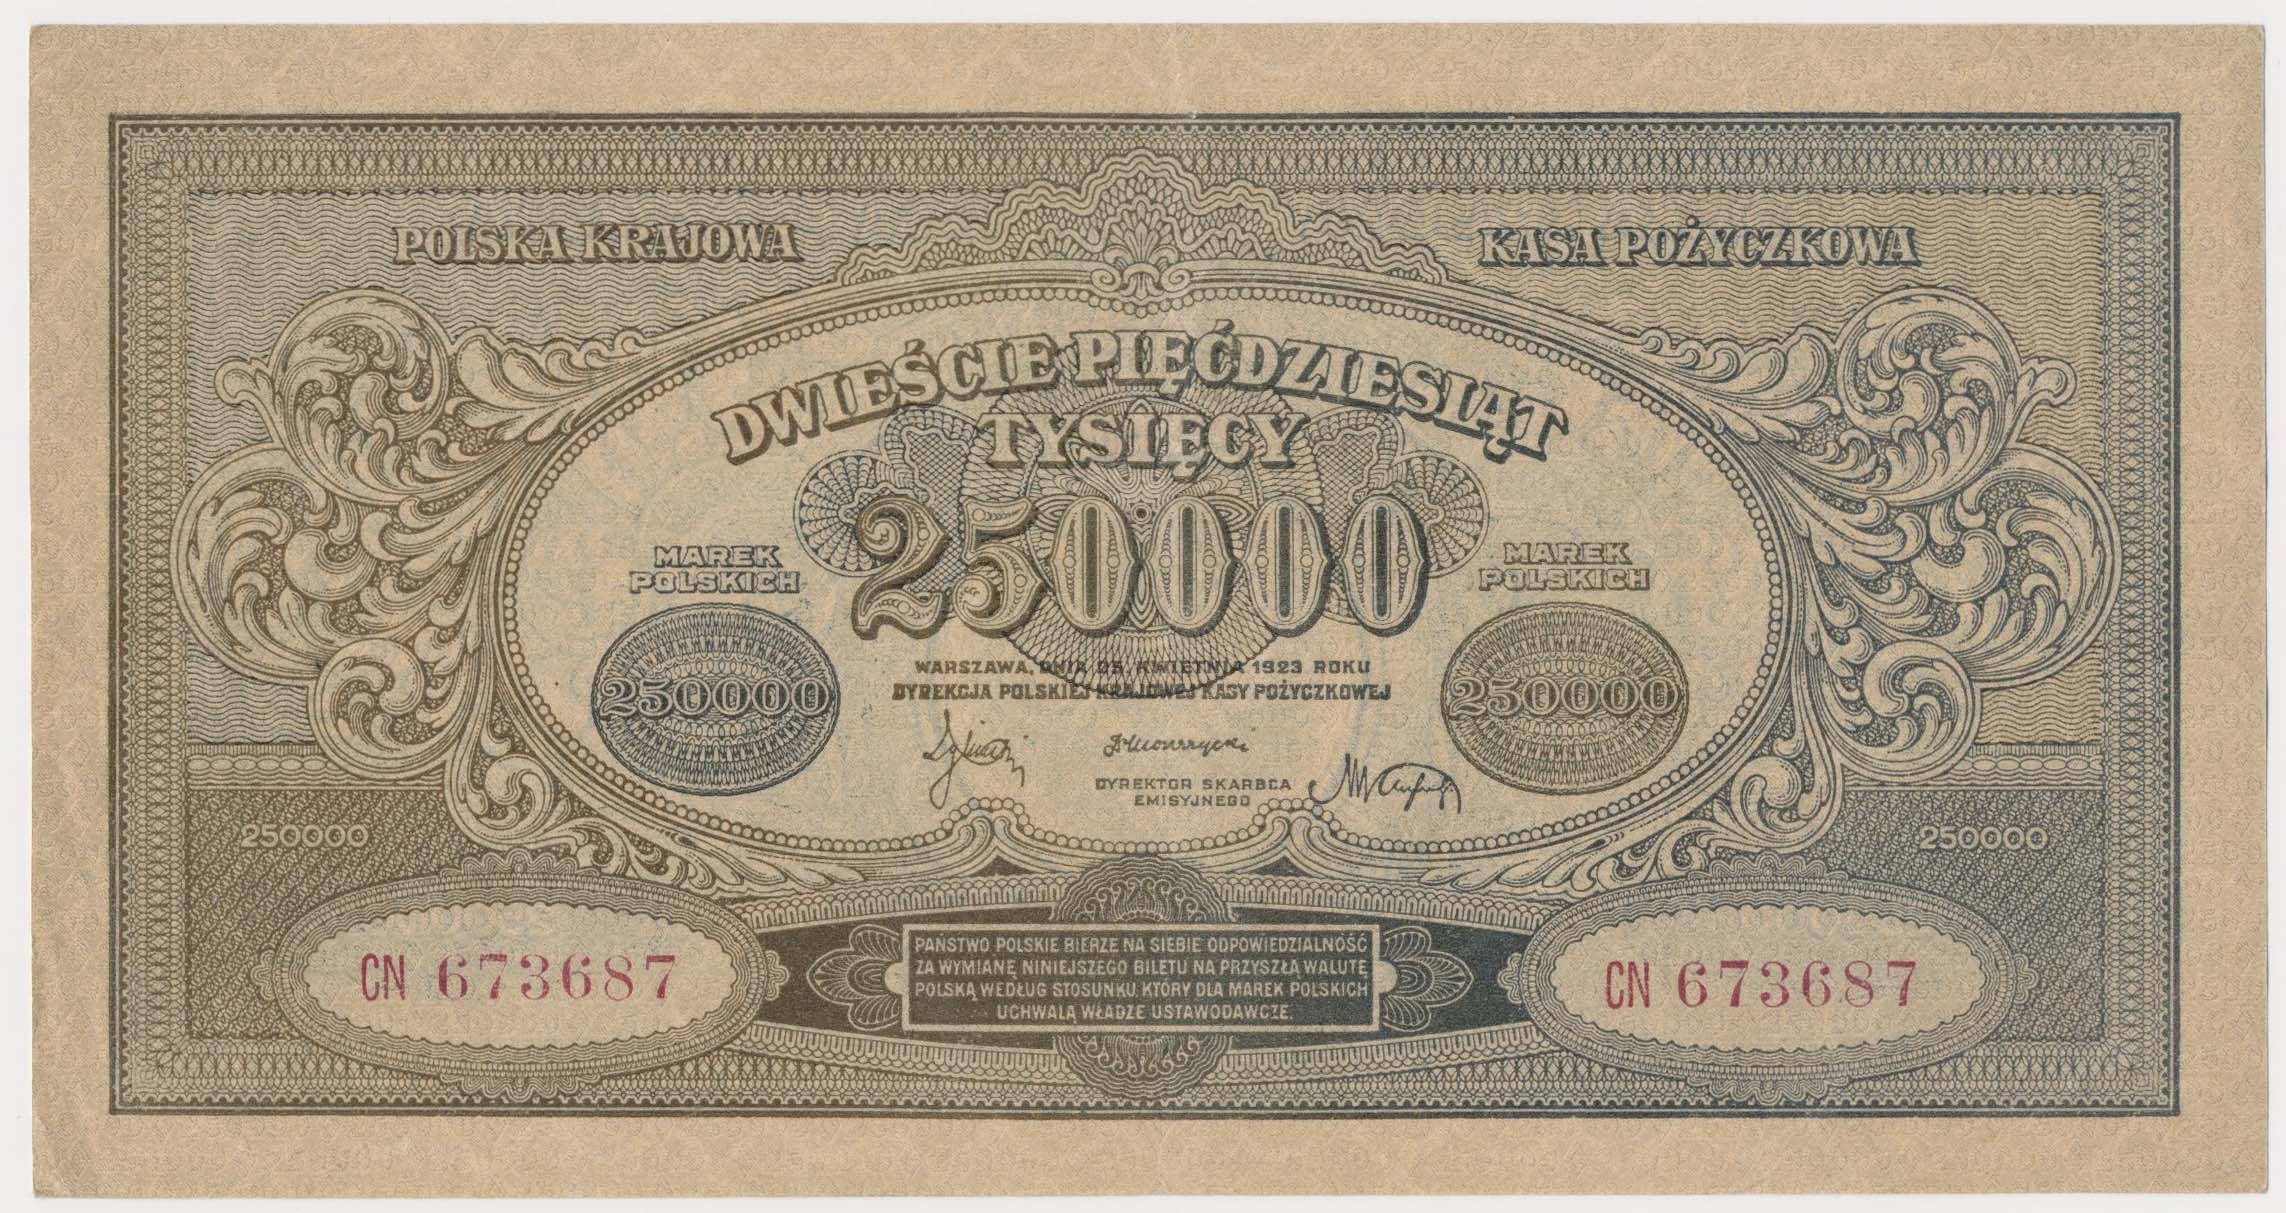 POLSKA KRAJOWA
KASA POŻYCZKOWA
DWIEŚCIE PIĘĆDZIESIĄT
TYSIĘCY
250000
MAREK
POLSKICH
250000
MAREK
POLSKICH
250000
WARSZAWA, DNIA 25 KWIETNIA 1923 ROKU
DYREKCJA POLSKIEJ KRAJOWEJ KASY POŻYCZKOWEJ
DYREKTOR SKARBCA
EMISYJNEGO
250000
250000
CN 673687
PAŃSTWO POLSKIE BIERZE NA SIEBIE ODPOWIEDZIALNOŚĆ
ZA WYMIANĘ NINIEJSZEGO BILETU NA PRZYSZŁĄ WALUTĘ
POLSKĄ WEDŁUG STOSUNKU, KTÓRY DLA MAREK POLSKICH
UCHWALĄ WŁADZE USTAWODAWCZE.
CN 673687